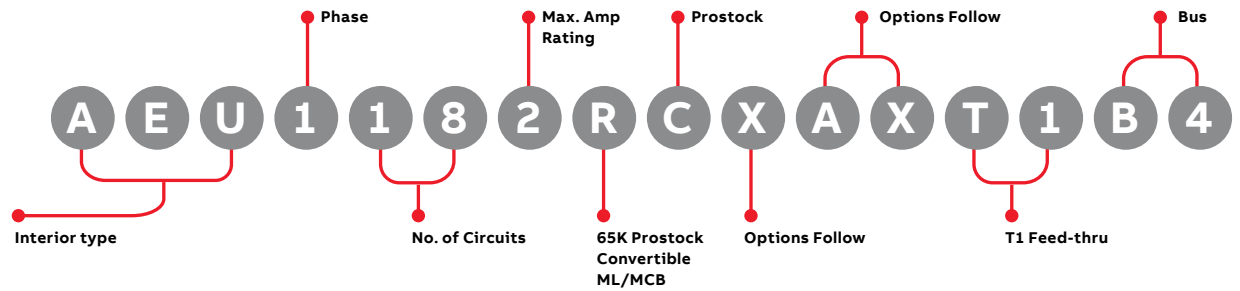 Phase
Max. Amp
Rating
Prostock
Options Follow
Bus
A E U 1 1 8 2 R C X A X T 1 B 4
Interior type
No. of Circuits
65K Prostock
Convertible
ML/MCB
Options Follow
T1 Feed-thru